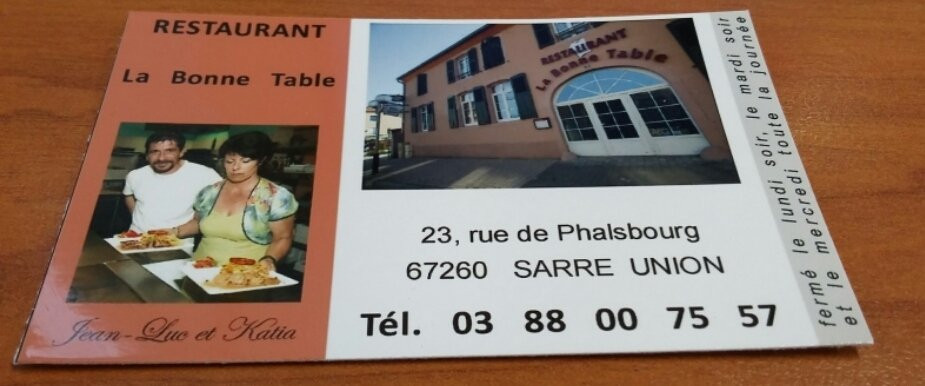 RESTAURANT
La Bonne Table
Jean-Luc et Katia
RESTAURANT
La Bonne Table
23, rue de Phalsbourg
67260 SARRE UNION
Tél. 03 88 00 75 57
fermé le lundi soir, le mardi soir
et le mercredi toute la journée